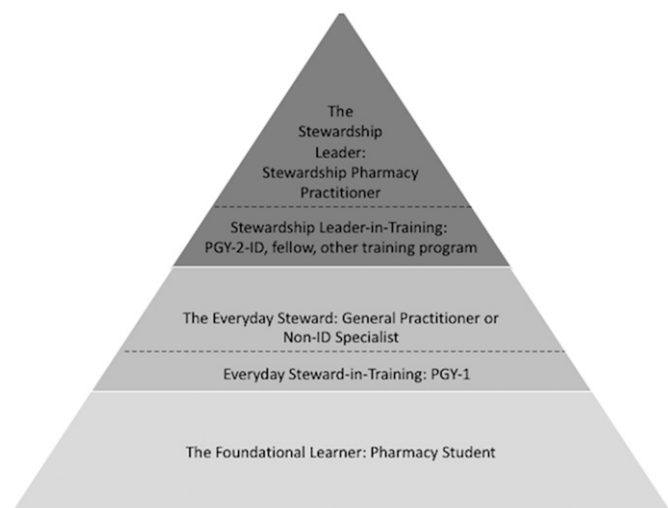 The
Stewardship
Leader:
Stewardship Pharmacy
Practitioner
Stewardship Leader-in-Training:
PGY-2-ID, fellow, other training program
The Everyday Steward: General Practitioner or
Non-ID Specialist
Everyday Steward-in-Training: PGY-1
The Foundational Learner: Pharmacy Student